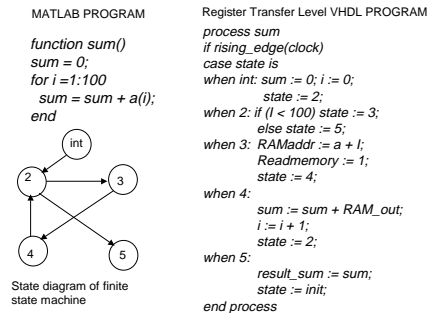 MATLAB PROGRAM
function sum()
sum = 0;
for i =1:100
sum = sum + a(i);
end
int
2
3
4
5
State diagram of finite
state machine
Register Transfer Level VHDL PROGRAM
process sum
if rising_edge(clock)
case state is
when int: sum := 0; i := 0;
state := 2;
when 2: if (I < 100) state := 3;
else state := 5;
when 3: RAMaddr := a + I;
Readmemory := 1;
state := 4;
when 4:
sum := sum + RAM_out;
i := i + 1;
state := 2;
when 5:
result_sum := sum;
state := init;
end process